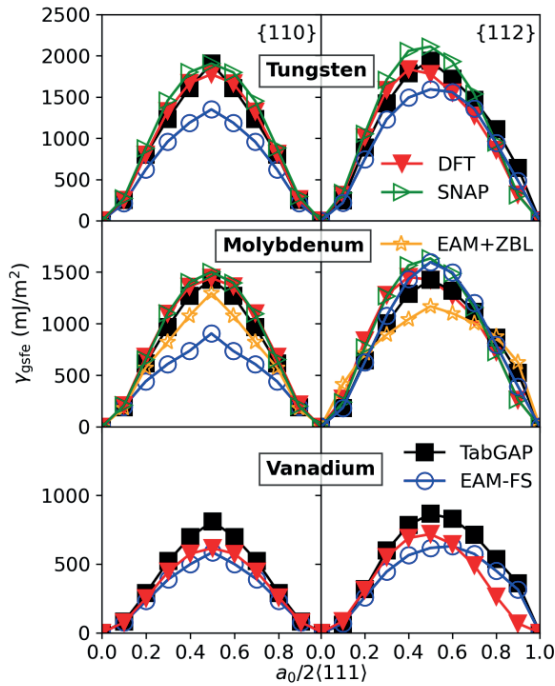 {110}
{112}
2500
2000
1500
1000
500
0
Tungsten
DFT
SNAP
Molybdenum
EAM+ZBL
1500
1000
500
0
γgsfe (mJ/m²)
Vanadium
TabGAP
EAM-FS
1000
500
0
0.0 0.2 0.4 0.6 0.8 0.0 0.2 0.4 0.6 0.8 1.0
a₀/2⟨111⟩